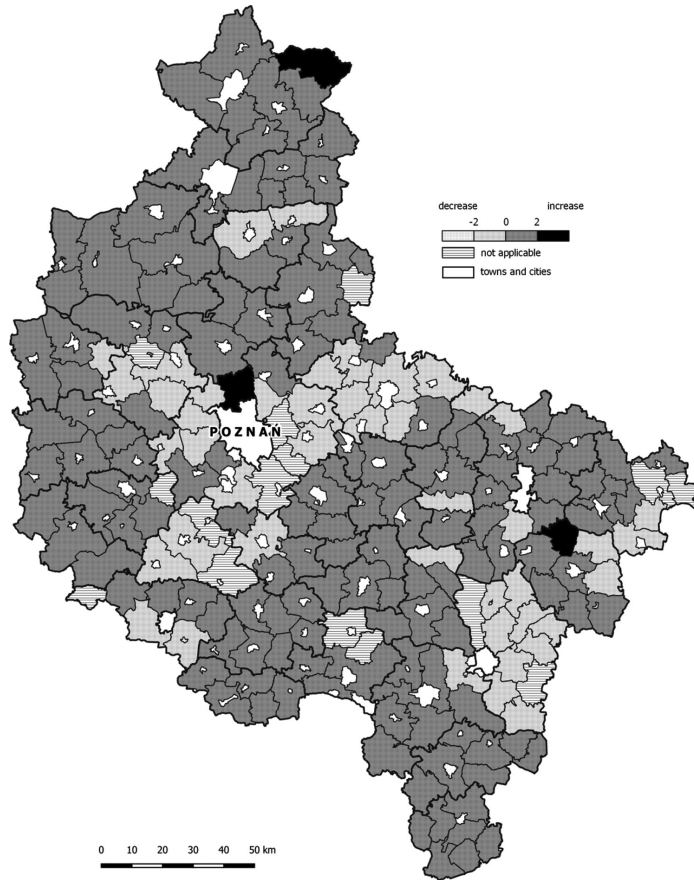 decrease increase
-2 0 2
not applicable
towns and cities
POZNAŃ
0 10 20 30 40 50 km